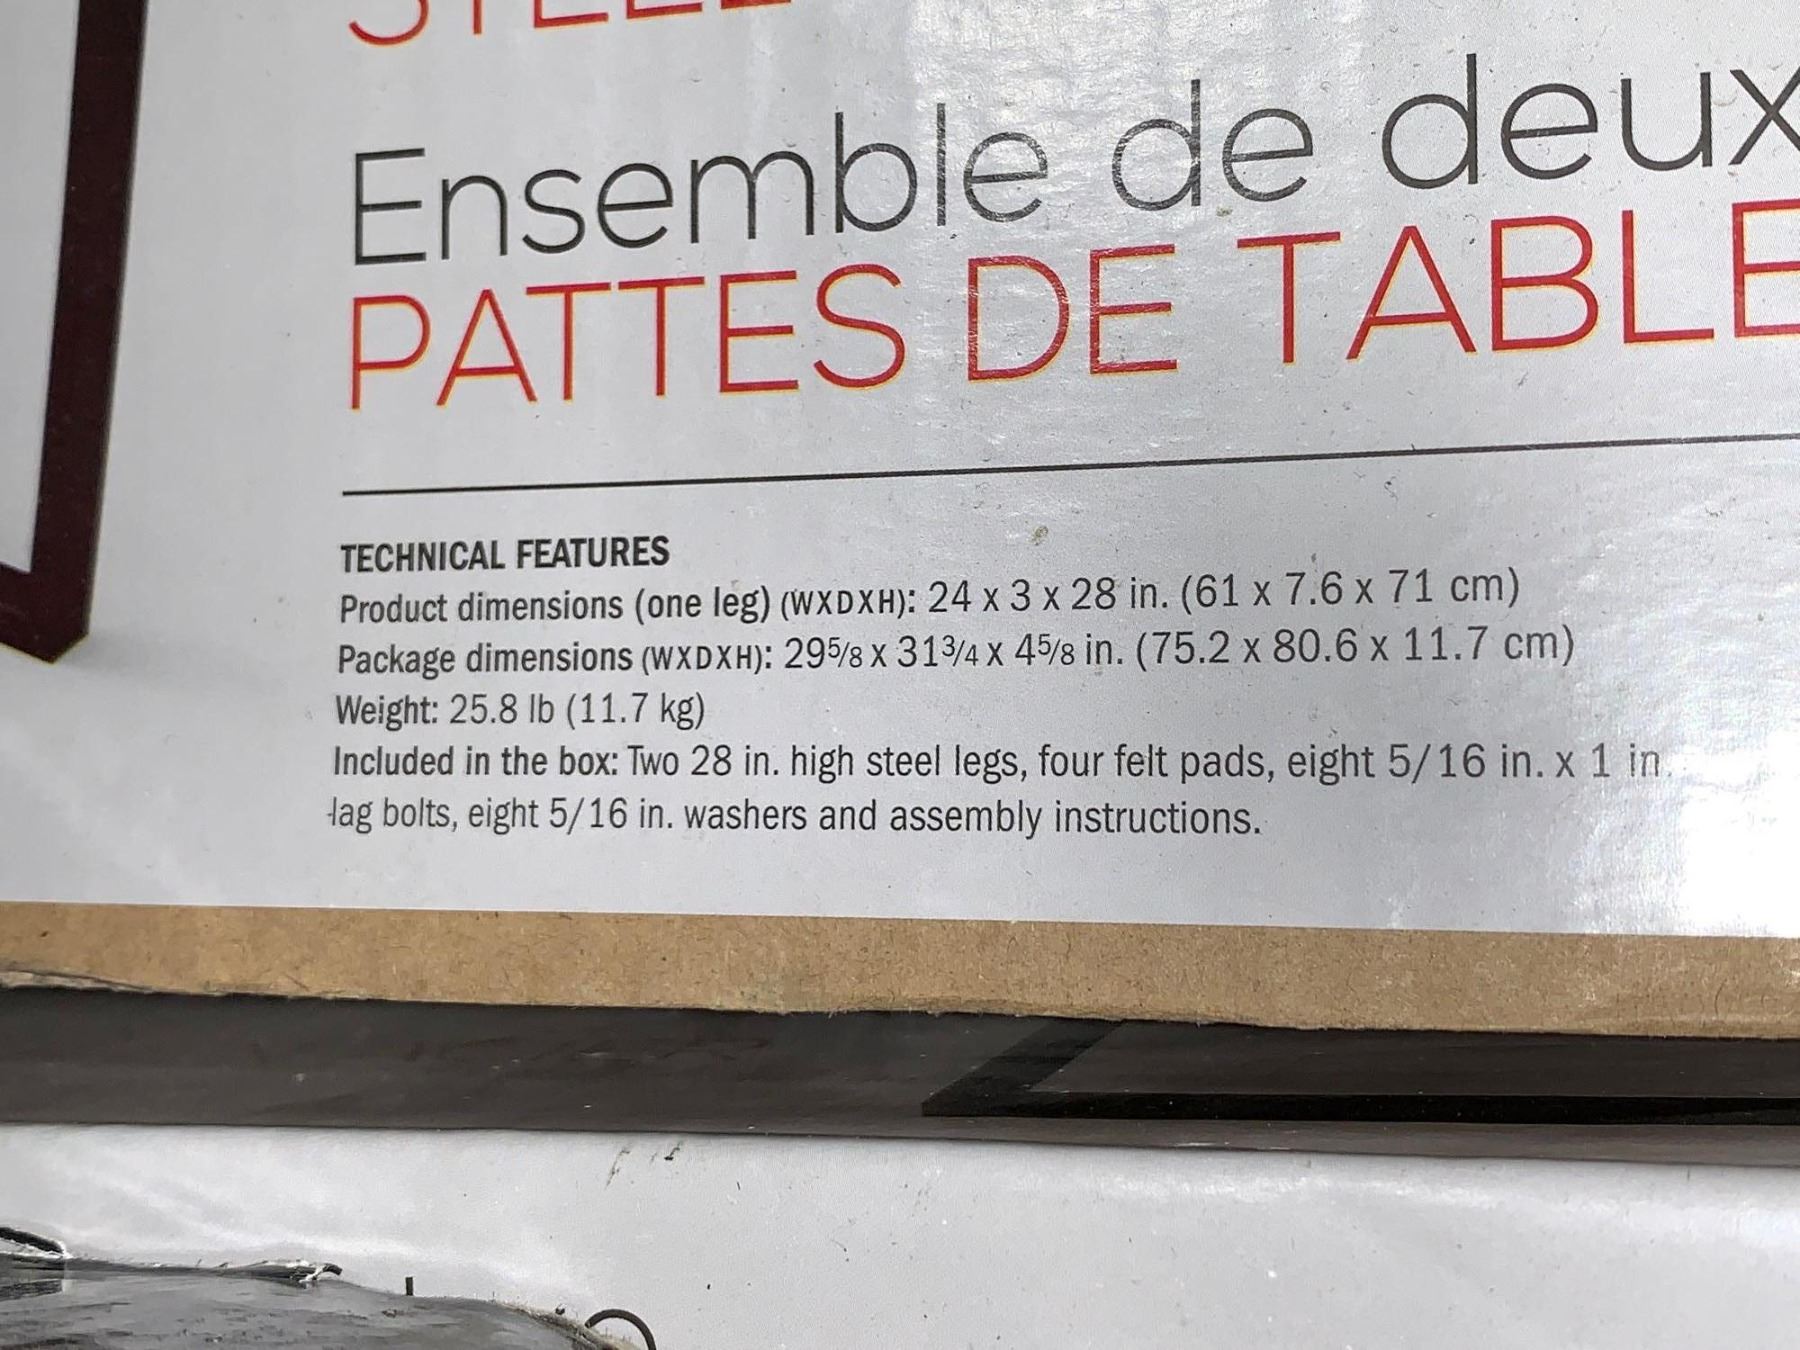 STEEL
Ensemble de deux
PATTES DE TABLE
TECHNICAL FEATURES
Product dimensions (one leg) (WXDXH): 24 x 3 x 28 in. (61 x 7.6 x 71 cm)
Package dimensions (WXDXH): 295/8 x 313/4 x 45/8 in. (75.2 x 80.6 x 11.7 cm)
Weight: 25.8 lb (11.7 kg)
Included in the box: Two 28 in. high steel legs, four felt pads, eight 5/16 in. x 1 in.
lag bolts, eight 5/16 in. washers and assembly instructions.